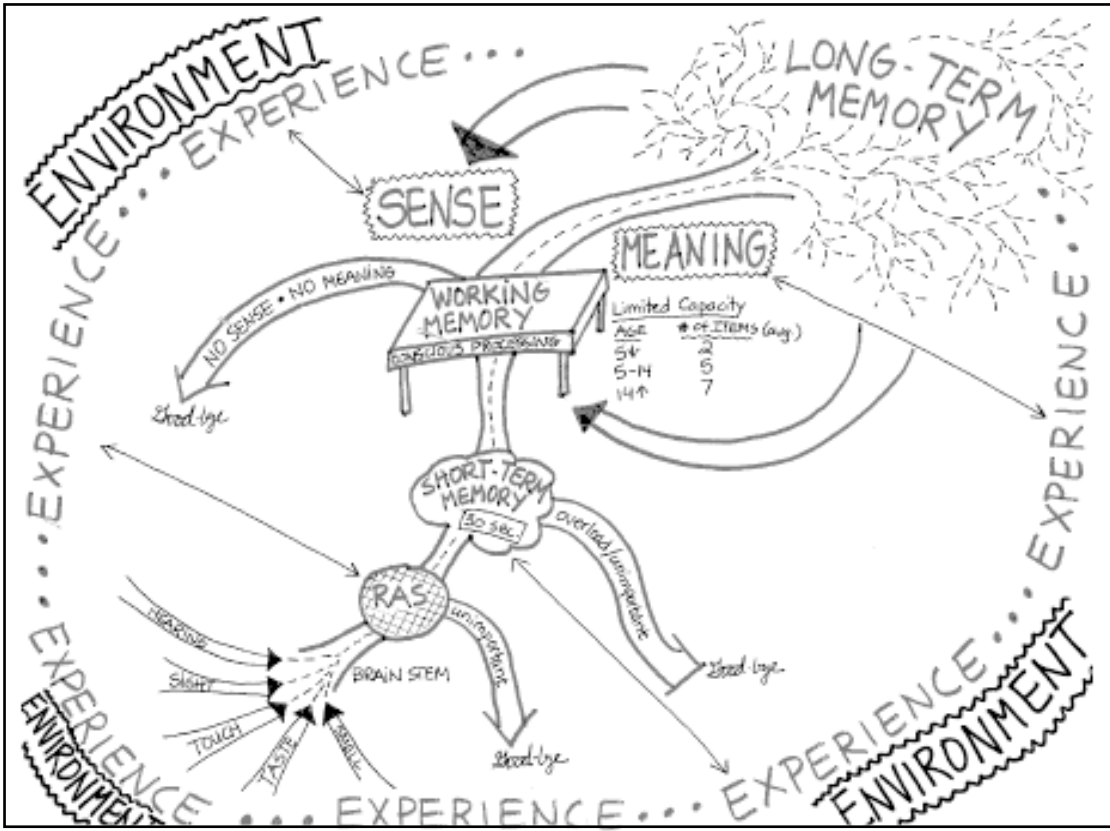 ENVIRONMENT
EXPERIENCE...
LONG-TERM
MEMORY
SENSE
MEANING
NO SENSE • NO MEANING
Good-bye
WORKING
MEMORY
CONSCIOUS PROCESSING
Limited Capacity
AGE # of ITEMS (avg.)
5↓ 2
5-14 5
14↑ 7
EXPERIENCE...
EXPERIENCE...
SHORT-TERM
MEMORY
30 sec.
overload/unimportant
Good-bye
RAS
unimportant
Good-bye
BRAIN STEM
HEARING
SIGHT
TOUCH
TASTE
SMELL
EXPERIENCE
ENVIRONMENT
EXPERIENCE...
EXPERIENCE...
ENVIRONMENT